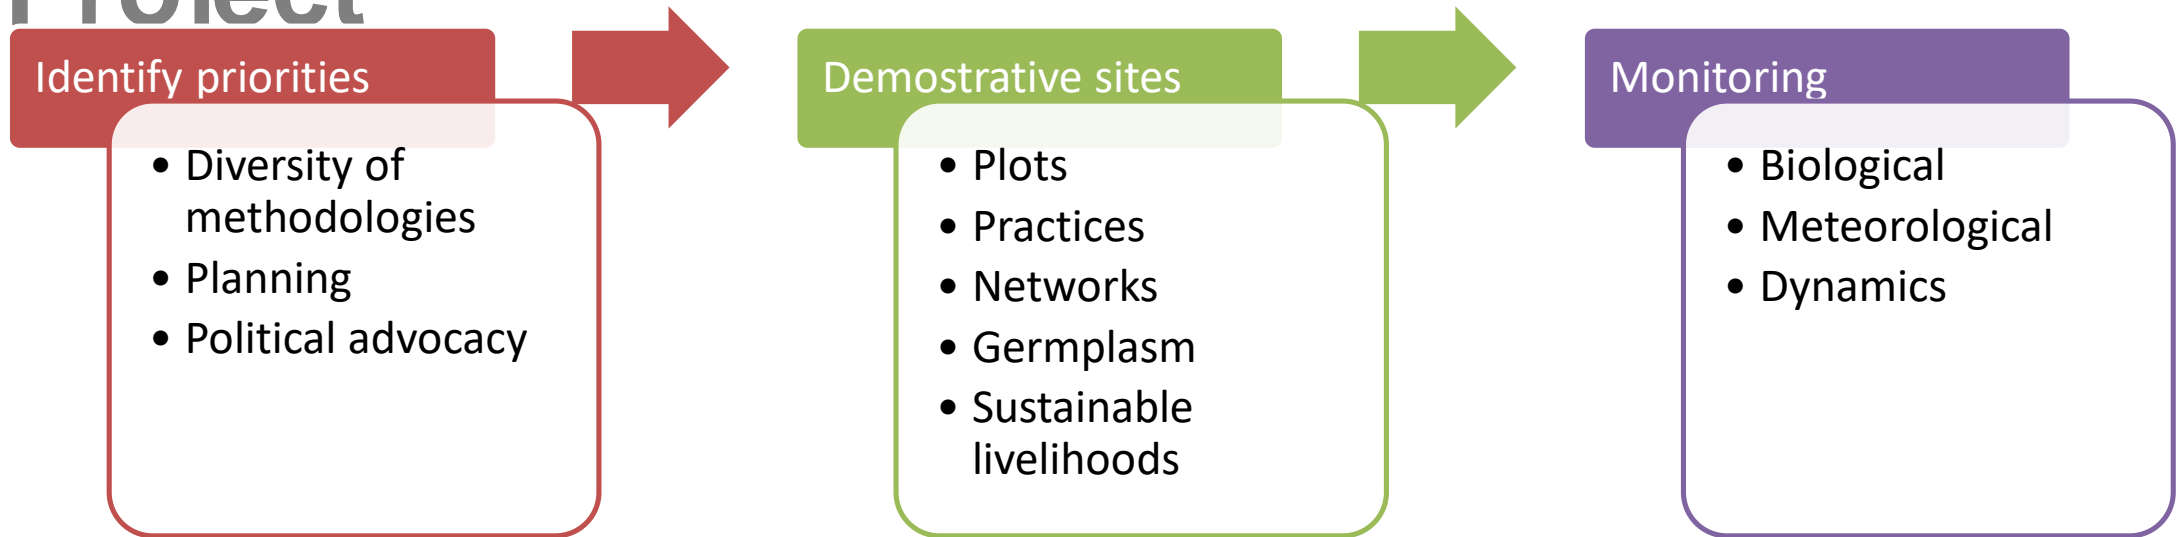 Project
Identify priorities
• Diversity of
methodologies
• Planning
• Political advocacy
Demostrative sites
• Plots
• Practices
• Networks
• Germplasm
• Sustainable
livelihoods
Monitoring
• Biological
• Meteorological
• Dynamics